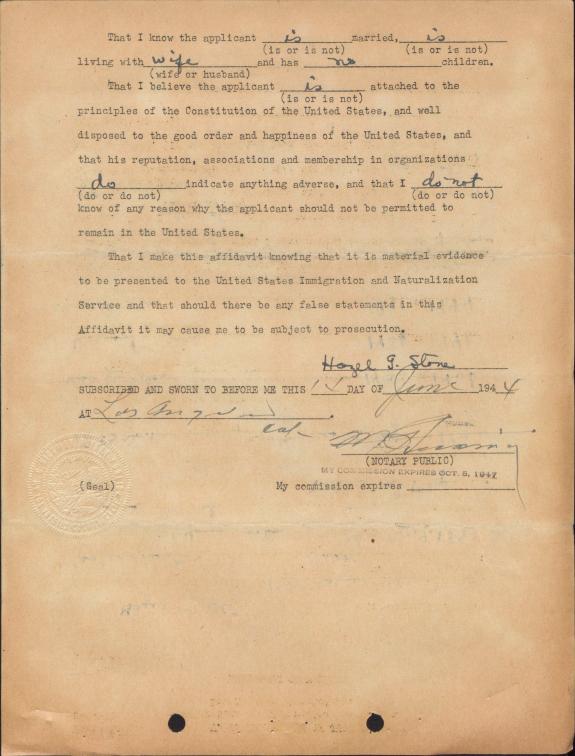 That I know the applicant is married, is
(is or is not) (is or is not)
living with wife and has no children.
(wife or husband)
That I believe the applicant is attached to the
(is or is not)
principles of the Constitution of the United States, and well
disposed to the good order and happiness of the United States, and
that his reputation, associations and membership in organizations
do indicate anything adverse, and that I do not
(do or do not) (do or do not)
know of any reason why the applicant should not be permitted to
remain in the United States.
That I make this affidavit knowing that it is material evidence
to be presented to the United States Immigration and Naturalization
Service and that should there be any false statements in this
Affidavit it may cause me to be subject to prosecution.
Hazel G. Stone
SUBSCRIBED AND SWORN TO BEFORE ME THIS DAY OF June 1944
AT Los Angeles
Cal-
(NOTARY PUBLIC)
MY COMMISSION EXPIRES OCT. 5, 1947
(Seal) My commission expires